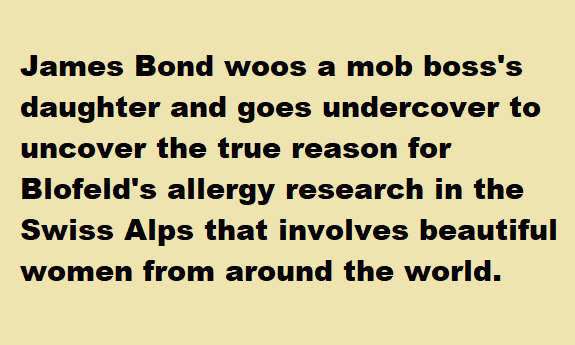 James Bond woos a mob boss's
daughter and goes undercover to
uncover the true reason for
Blofeld's allergy research in the
Swiss Alps that involves beautiful
women from around the world.